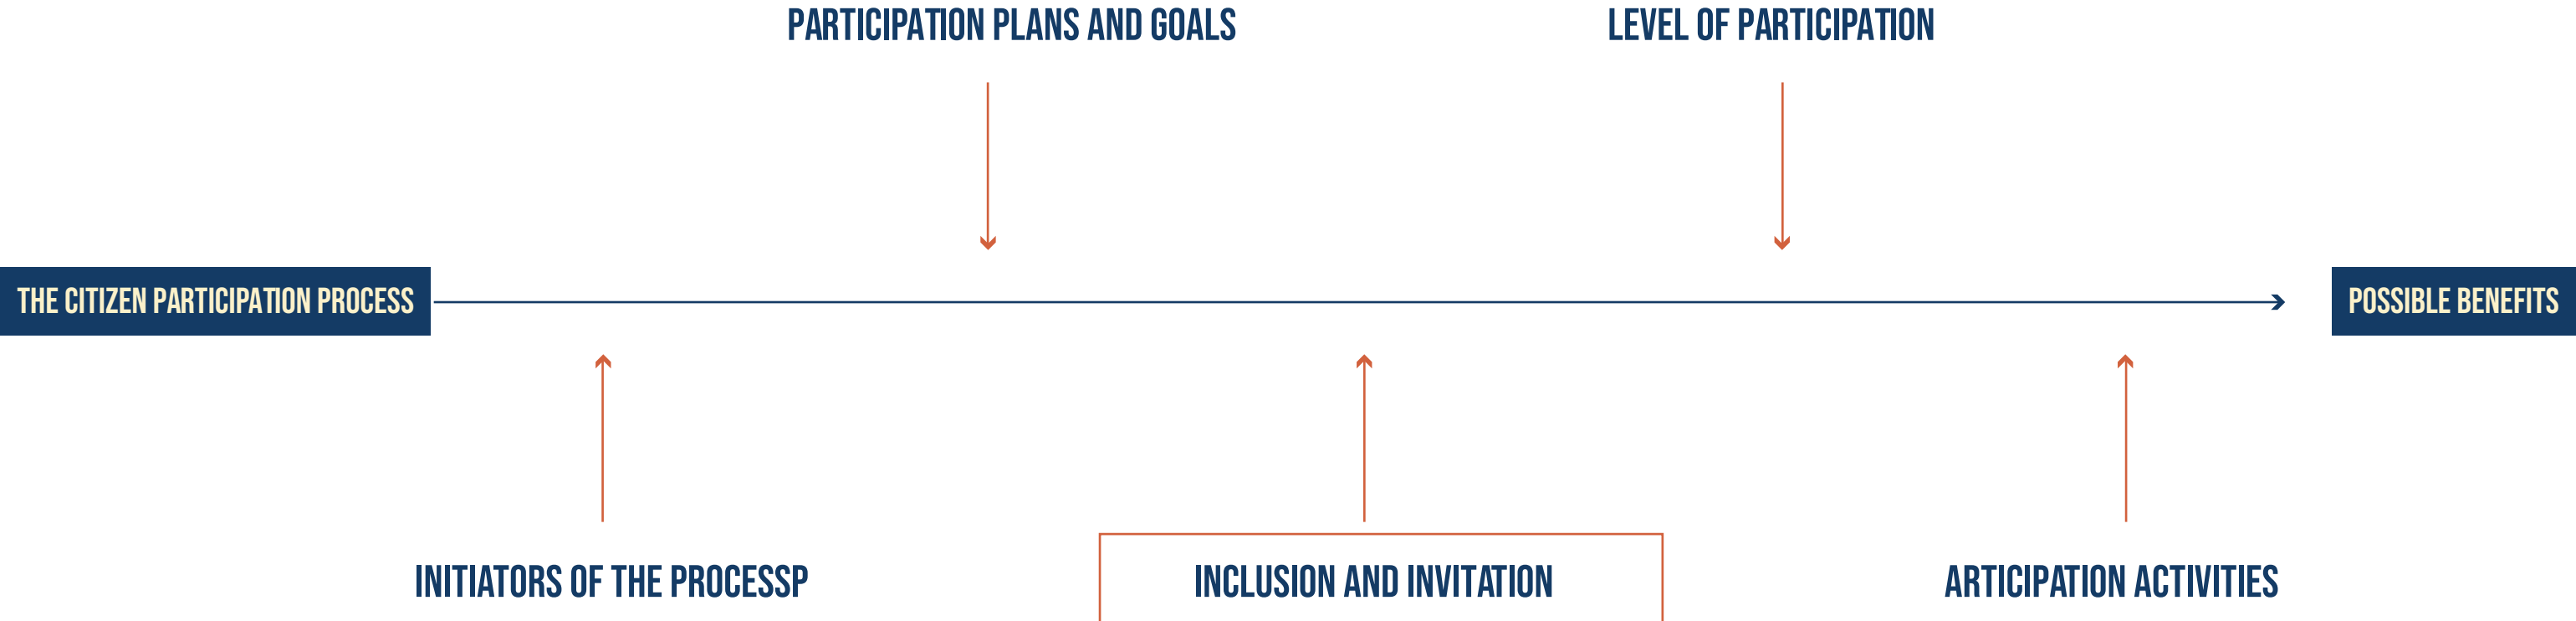 PARTICIPATION PLANS AND GOALS
LEVEL OF PARTICIPATION
THE CITIZEN PARTICIPATION PROCESS
POSSIBLE BENEFITS
INITIATORS OF THE PROCESSP
INCLUSION AND INVITATION
ARTICIPATION ACTIVITIES